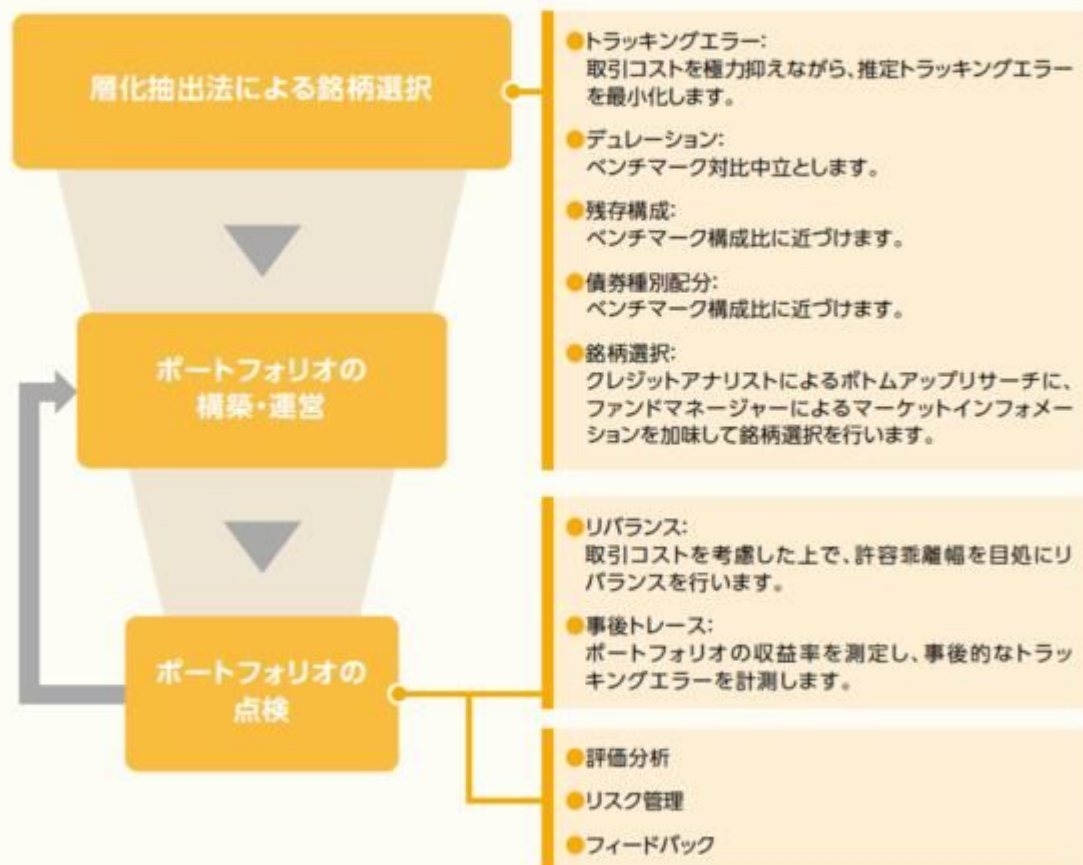 層化抽出法による銘柄選択
●トラッキングエラー:
取引コストを極力抑えながら、推定トラッキングエラー
を最小化します。
●デュレーション:
ベンチマーク対比中立とします。
●残存構成:
ベンチマーク構成比に近づけます。
●債券種別配分:
ベンチマーク構成比に近づけます。
●銘柄選択:
クレジットアナリストによるボトムアップリサーチに、
ファンドマネージャーによるマーケットインフォメー
ションを加味して銘柄選択を行います。
ポートフォリオの
構築・運営
●リバランス:
取引コストを考慮した上で、許容乖離幅を目処にリ
バランスを行います。
●事後トレース:
ポートフォリオの収益率を測定し、事後的なトラッ
キングエラーを計測します。
ポートフォリオの
点検
●評価分析
●リスク管理
●フィードバック